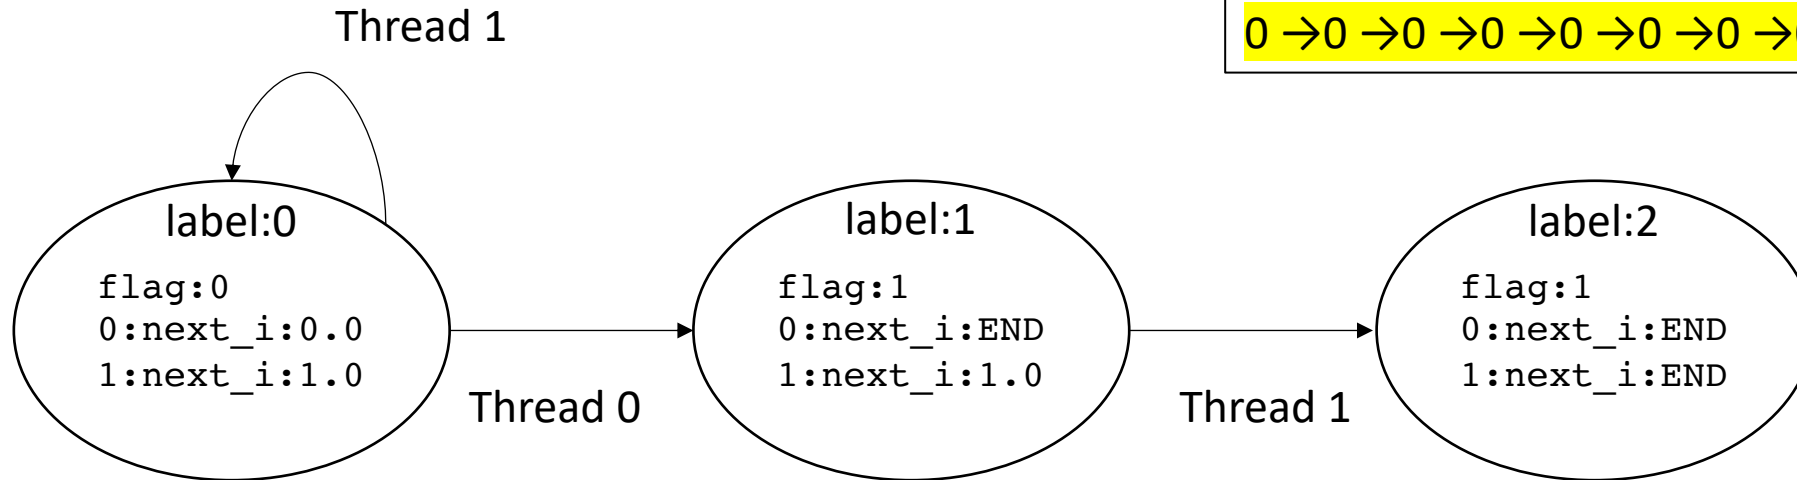 Thread 1
0 →0 →0 →0 →0 →0 →0 →
label:0
flag:0
0:next_i:0.0
1:next_i:1.0
Thread 0
label:1
flag:1
0:next_i:END
1:next_i:1.0
Thread 1
label:2
flag:1
0:next_i:END
1:next_i:END